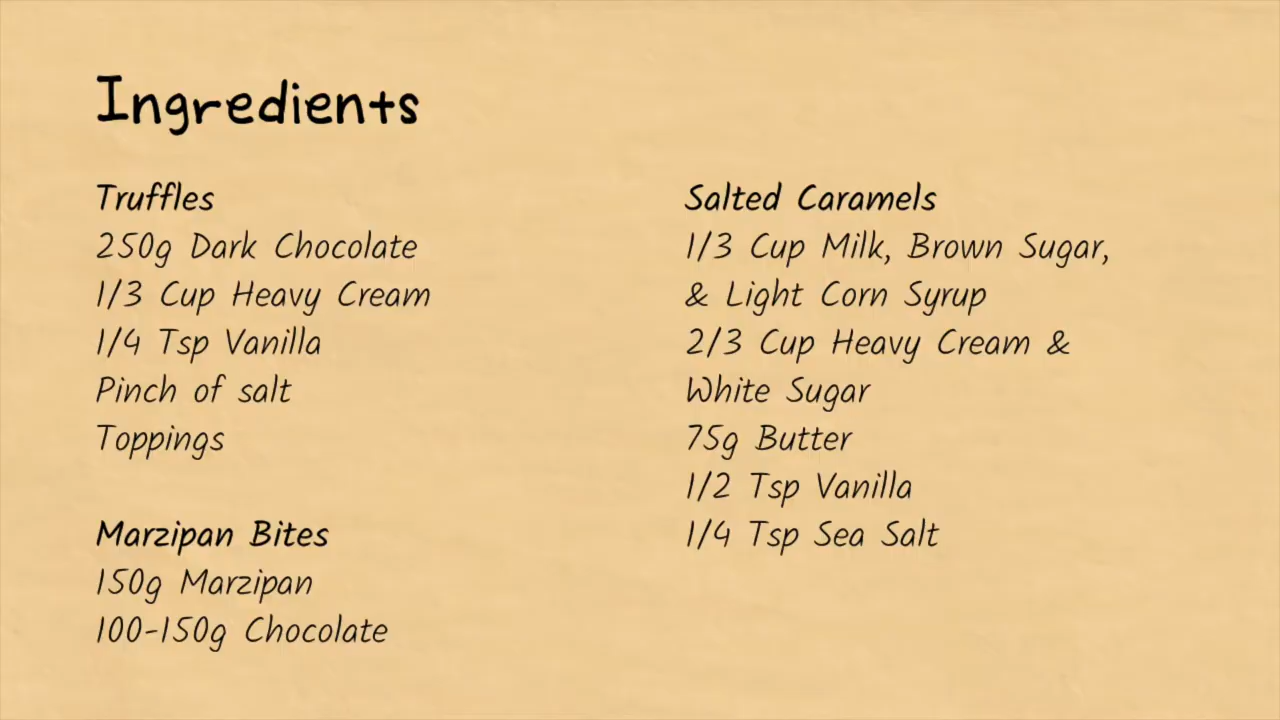 Ingredients
Truffles
250g Dark Chocolate
1/3 Cup Heavy Cream
1/4 Tsp Vanilla
Pinch of salt
Toppings
Marzipan Bites
150g Marzipan
100-150g Chocolate
Salted Caramels
1/3 Cup Milk, Brown Sugar,
& Light Corn Syrup
2/3 Cup Heavy Cream &
White Sugar
75g Butter
1/2 Tsp Vanilla
1/4 Tsp Sea Salt